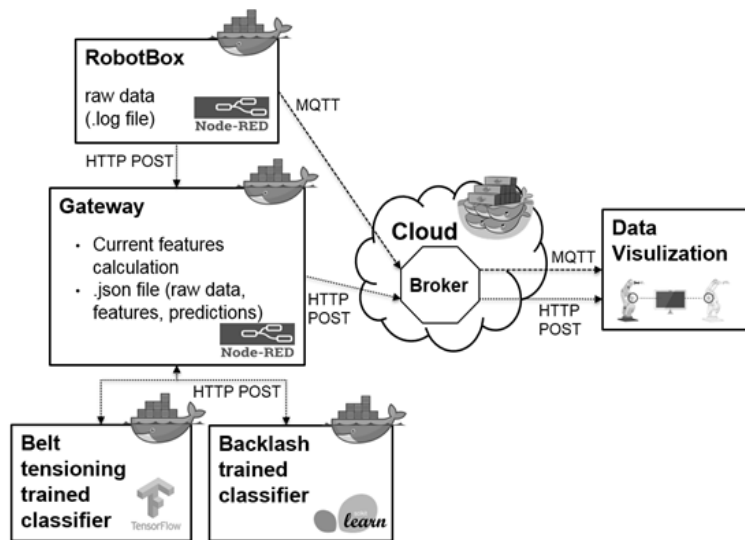 RobotBox
raw data
(.log file)
Node-RED
MQTT
HTTP POST
Gateway
• Current features
calculation
• .json file (raw data,
features, predictions)
Node-RED
HTTP
POST
Cloud
Broker
MQTT
HTTP
POST
Data
Visulization
HTTP POST
Belt
tensioning
trained
classifier
TensorFlow
Backlash
trained
classifier
learn